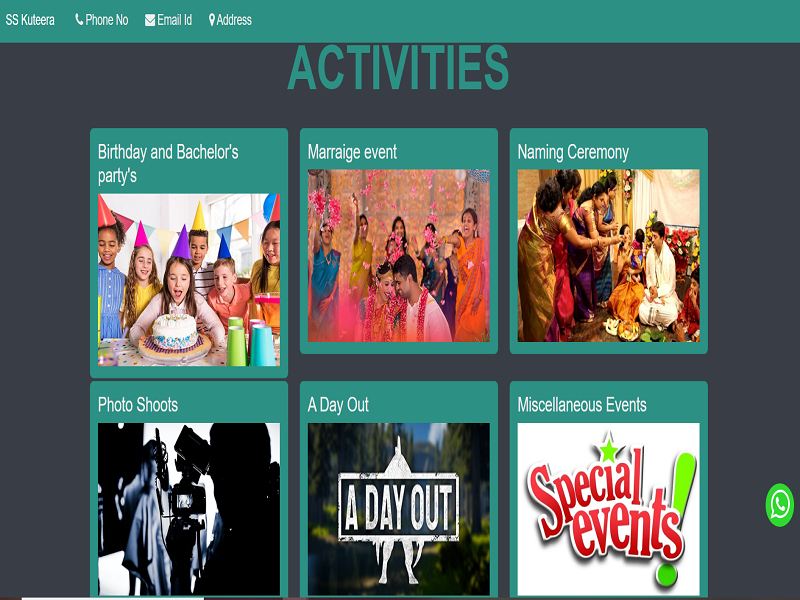 SS Kuteera Phone No Email Id Address
ACTIVITIES
Birthday and Bachelor's
party's
Marraige event
Naming Ceremony
Photo Shoots
A Day Out
Miscellaneous Events
A DAY OUT
Special
events!